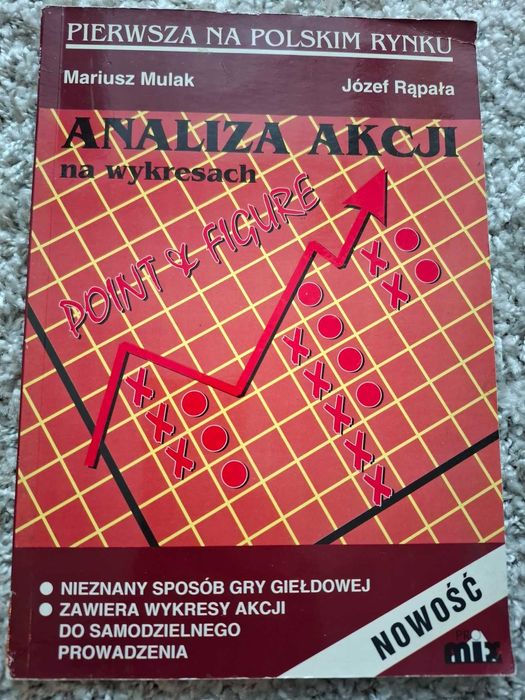 PIERWSZA NA POLSKIM RYNKU
Mariusz Mulak
Józef Rąpała
ANALIZA AKCJI
na wykresach
POINT & FIGURE
● NIEZNANY SPOSÓB GRY GIEŁDOWEJ
● ZAWIERA WYKRESY AKCJI
DO SAMODZIELNEGO
PROWADZENIA
NOWOŚĆ
mix